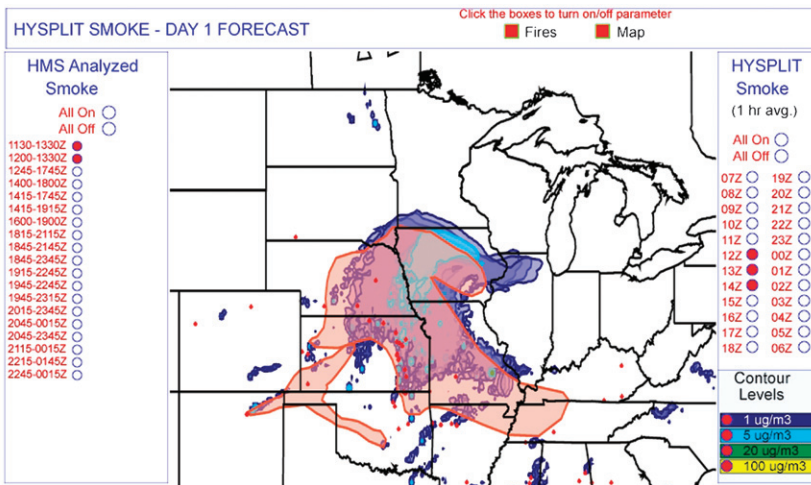 Click the boxes to turn on/off parameter
HYSPLIT SMOKE - DAY 1 FORECAST
Fires
Map
HMS Analyzed
Smoke
All On
All Off
1130-1330Z
1200-1330Z
1245-1745Z
1400-1800Z
1415-1745Z
1415-1915Z
1600-1900Z
1815-2115Z
1845-2145Z
1845-2345Z
1915-2245Z
1945-2245Z
1945-2315Z
2015-2345Z
2045-0015Z
2045-2345Z
2115-0015Z
2215-0145Z
2245-0015Z
HYSPLIT
Smoke
(1 hr avg.)
All On
All Off
07Z 19Z
08Z 20Z
09Z 21Z
10Z 22Z
11Z 23Z
12Z 00Z
13Z 01Z
14Z 02Z
15Z 03Z
16Z 04Z
17Z 05Z
18Z 06Z
Contour
Levels
1 ug/m3
5 ug/m3
20 ug/m3
100 ug/m3